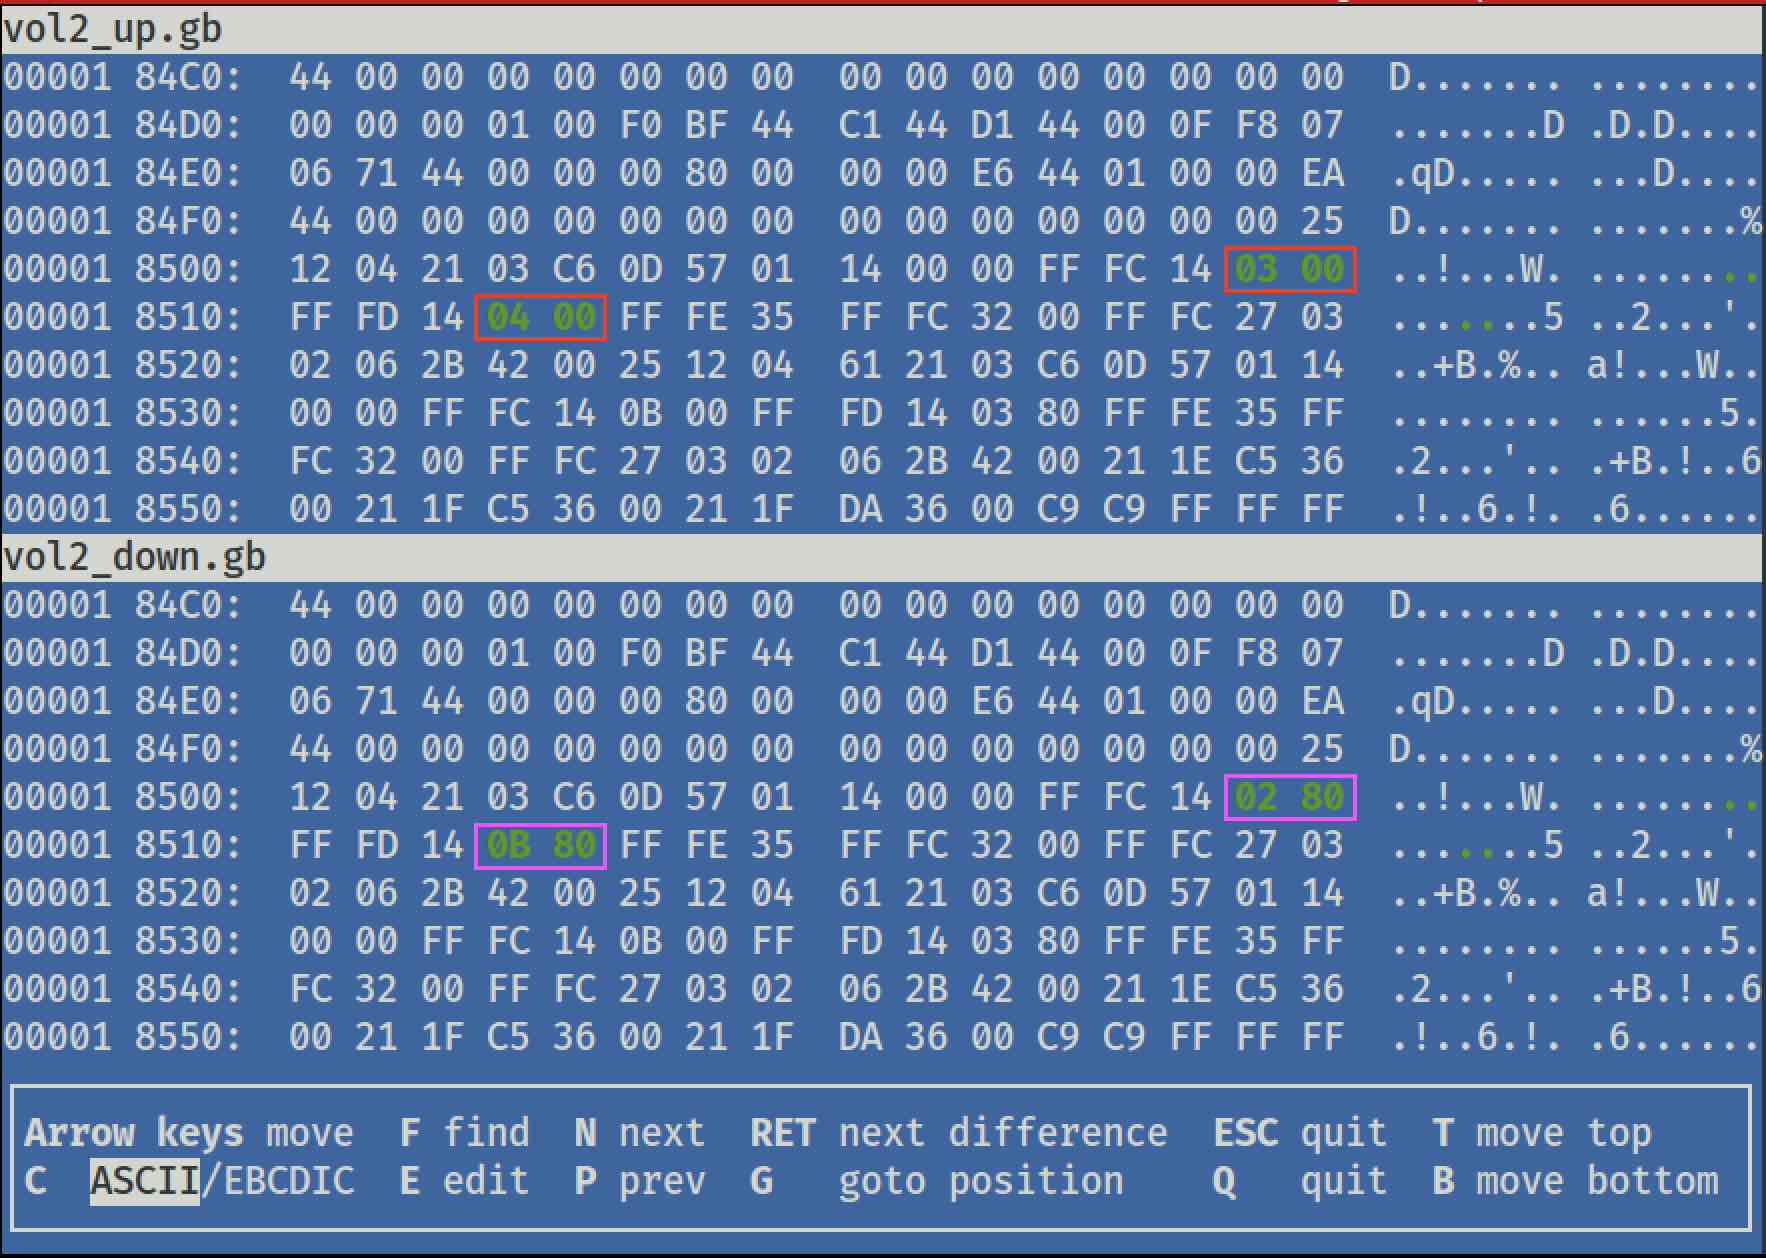 vol2_up.gb
00001 84C0:  44 00 00 00 00 00 00 00  00 00 00 00 00 00 00 00  D....... ........
00001 84D0:  00 00 00 01 00 F0 BF 44  C1 44 D1 44 00 0F F8 07  .......D .D.D....
00001 84E0:  06 71 44 00 00 00 80 00  00 00 E6 44 01 00 00 EA  .qD..... ...D....
00001 84F0:  44 00 00 00 00 00 00 00  00 00 00 00 00 00 00 25  D....... .......%
00001 8500:  12 04 21 03 C6 0D 57 01  14 00 00 FF FC 14 03 00  ..!...W. ........
00001 8510:  FF FD 14 04 00 FF FE 35  FF FC 32 00 FF FC 27 03  .......5 ..2...'.
00001 8520:  02 06 2B 42 00 25 12 04  61 21 03 C6 0D 57 01 14  ..+B.%.. a!...W..
00001 8530:  00 00 FF FC 14 0B 00 FF  FD 14 03 80 FF FE 35 FF  ........ ......5.
00001 8540:  FC 32 00 FF FC 27 03 02  06 2B 42 00 21 1E C5 36  .2...'.. .+B.!..6
00001 8550:  00 21 1F C5 36 00 21 1F  DA 36 00 C9 C9 FF FF FF  .!..6.!. .6......
vol2_down.gb
00001 84C0:  44 00 00 00 00 00 00 00  00 00 00 00 00 00 00 00  D....... ........
00001 84D0:  00 00 00 01 00 F0 BF 44  C1 44 D1 44 00 0F F8 07  .......D .D.D....
00001 84E0:  06 71 44 00 00 00 80 00  00 00 E6 44 01 00 00 EA  .qD..... ...D....
00001 84F0:  44 00 00 00 00 00 00 00  00 00 00 00 00 00 00 25  D....... .......%
00001 8500:  12 04 21 03 C6 0D 57 01  14 00 00 FF FC 14 02 80  ..!...W. ........
00001 8510:  FF FD 14 0B 80 FF FE 35  FF FC 32 00 FF FC 27 03  .......5 ..2...'.
00001 8520:  02 06 2B 42 00 25 12 04  61 21 03 C6 0D 57 01 14  ..+B.%.. a!...W..
00001 8530:  00 00 FF FC 14 0B 00 FF  FD 14 03 80 FF FE 35 FF  ........ ......5.
00001 8540:  FC 32 00 FF FC 27 03 02  06 2B 42 00 21 1E C5 36  .2...'.. .+B.!..6
00001 8550:  00 21 1F C5 36 00 21 1F  DA 36 00 C9 C9 FF FF FF  .!..6.!. .6......
Arrow keys move  F find  N next  RET next difference  ESC quit  T move top
C  ASCII/EBCDIC  E edit  P prev  G   goto position    Q   quit  B move bottom